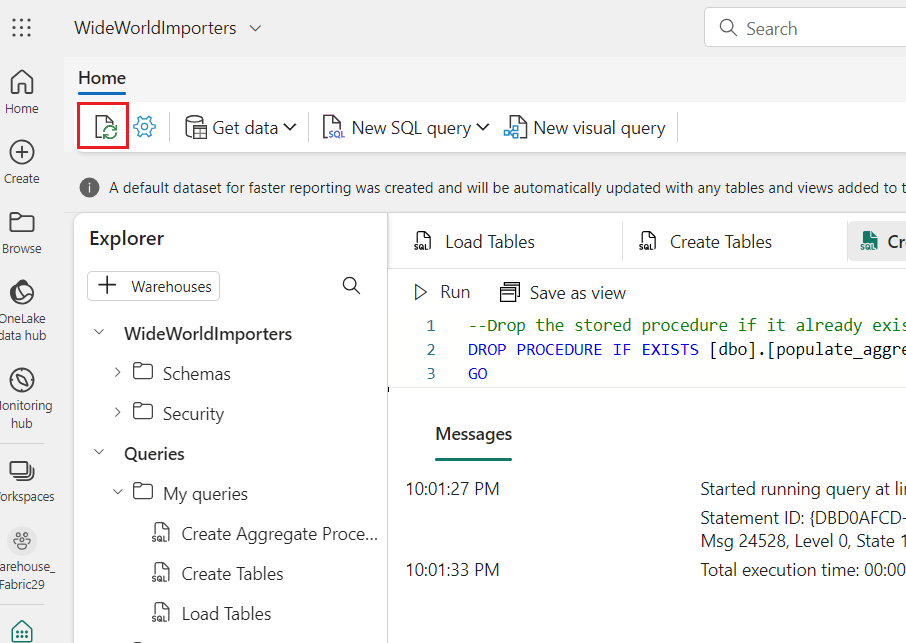 WideWorldImporters
Search
Home
Home
Get data
New SQL query
New visual query
Create
A default dataset for faster reporting was created and will be automatically updated with any tables and views added to t
Browse
Explorer
Load Tables
Create Tables
Cr
Warehouses
Run
Save as view
OneLake
data hub
WideWorldImporters
1 --Drop the stored procedure if it already exis
2 DROP PROCEDURE IF EXISTS [dbo].[populate_aggre
3 GO
Schemas
onitoring
hub
Security
Messages
Queries
orkspaces
My queries
10:01:27 PM
Started running query at li
Statement ID: {DBD0AFCD-
Msg 24528, Level 0, State 1
Create Aggregate Proce...
arehouse_
Fabric29
Create Tables
10:01:33 PM
Total execution time: 00:00
Load Tables